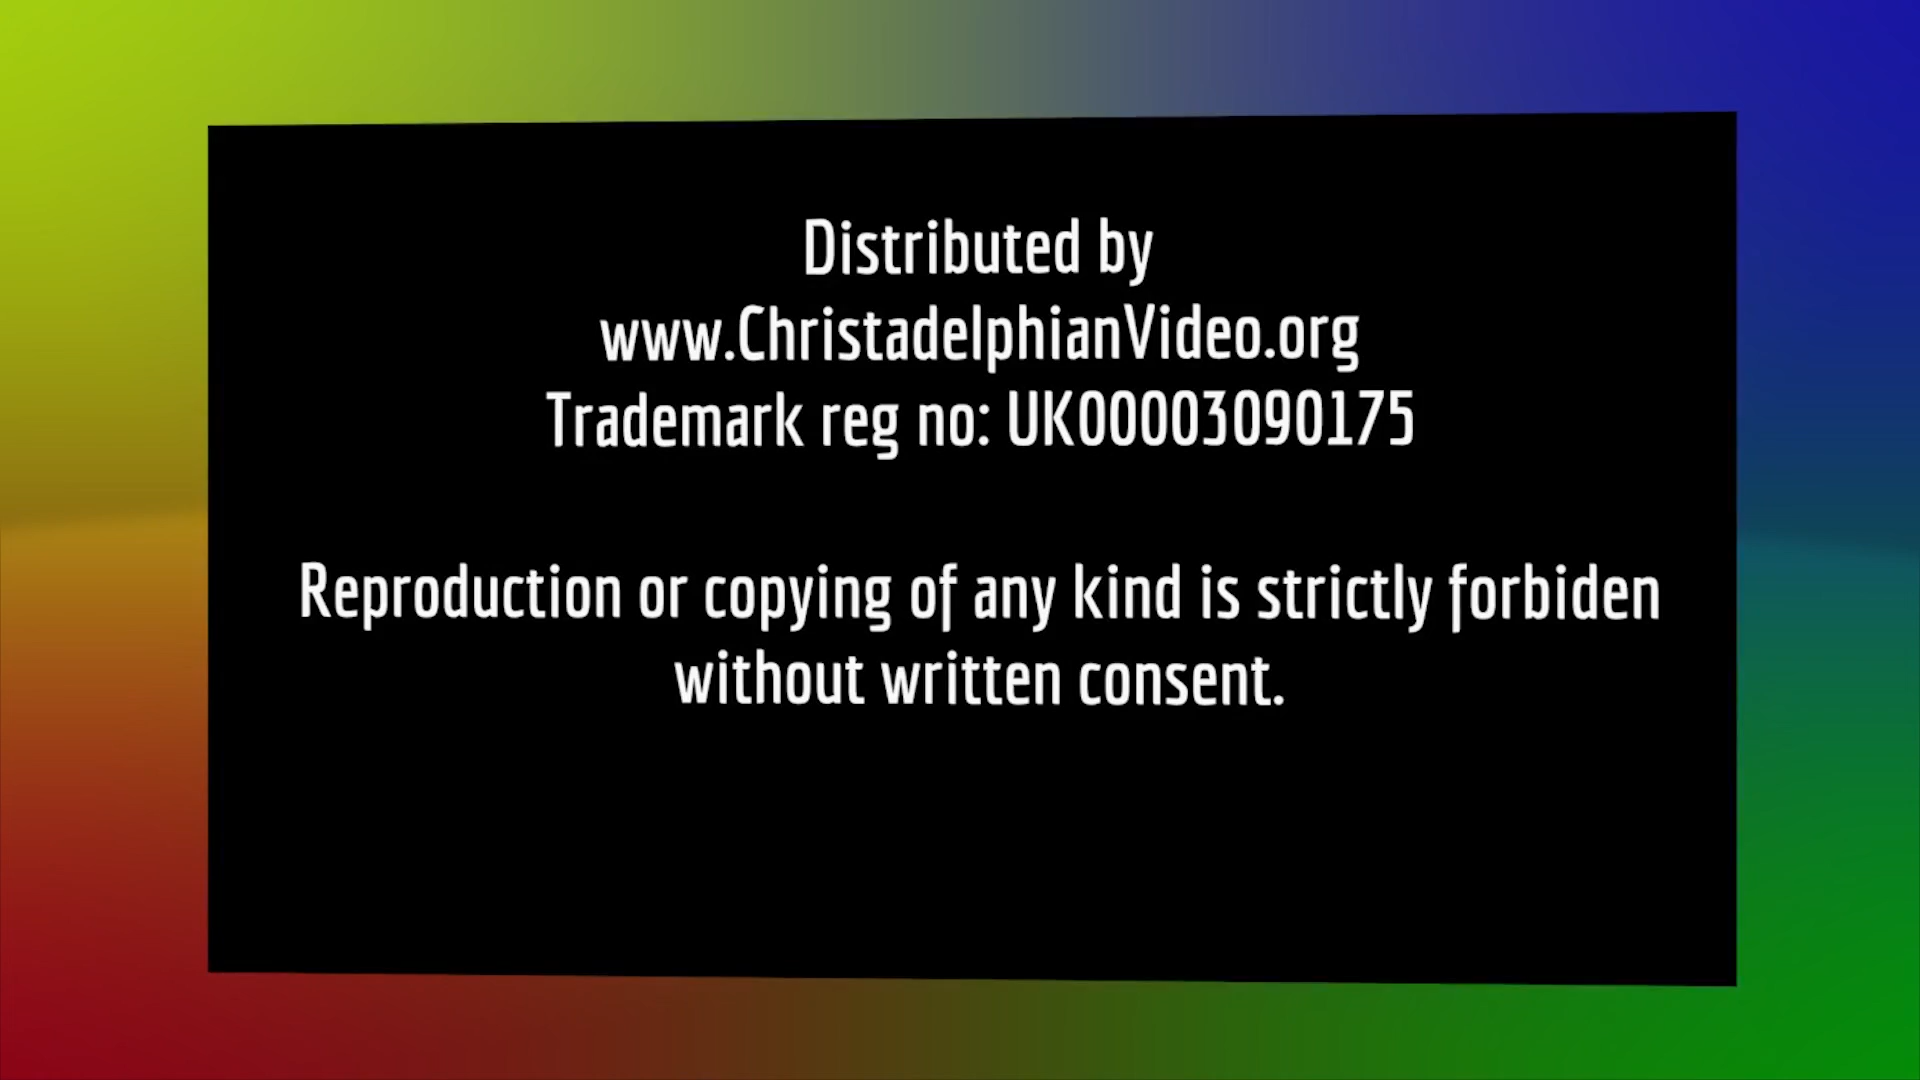 Distributed by
www.ChristadelphianVideo.org
Trademark reg no: UK00003090175
Reproduction or copying of any kind is strictly forbiden
without written consent.